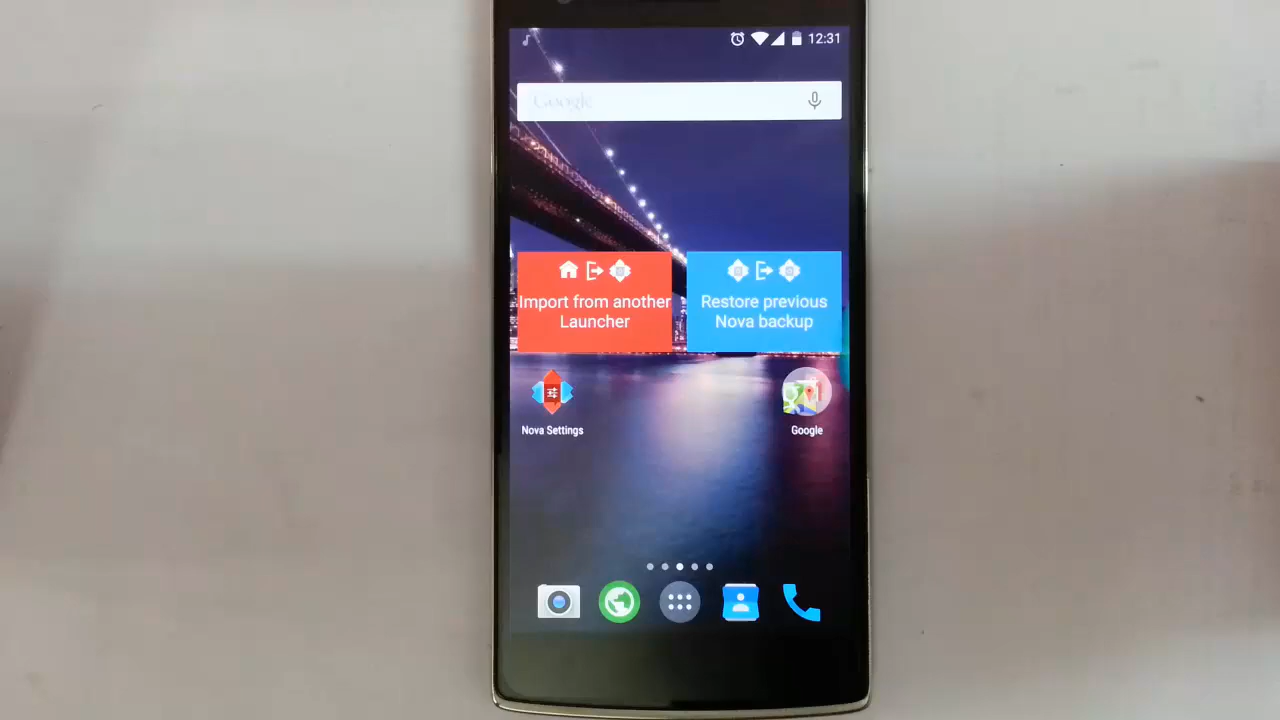 12:31
Google
Import from another
Launcher
Restore previous
Nova backup
Nova Settings
Google